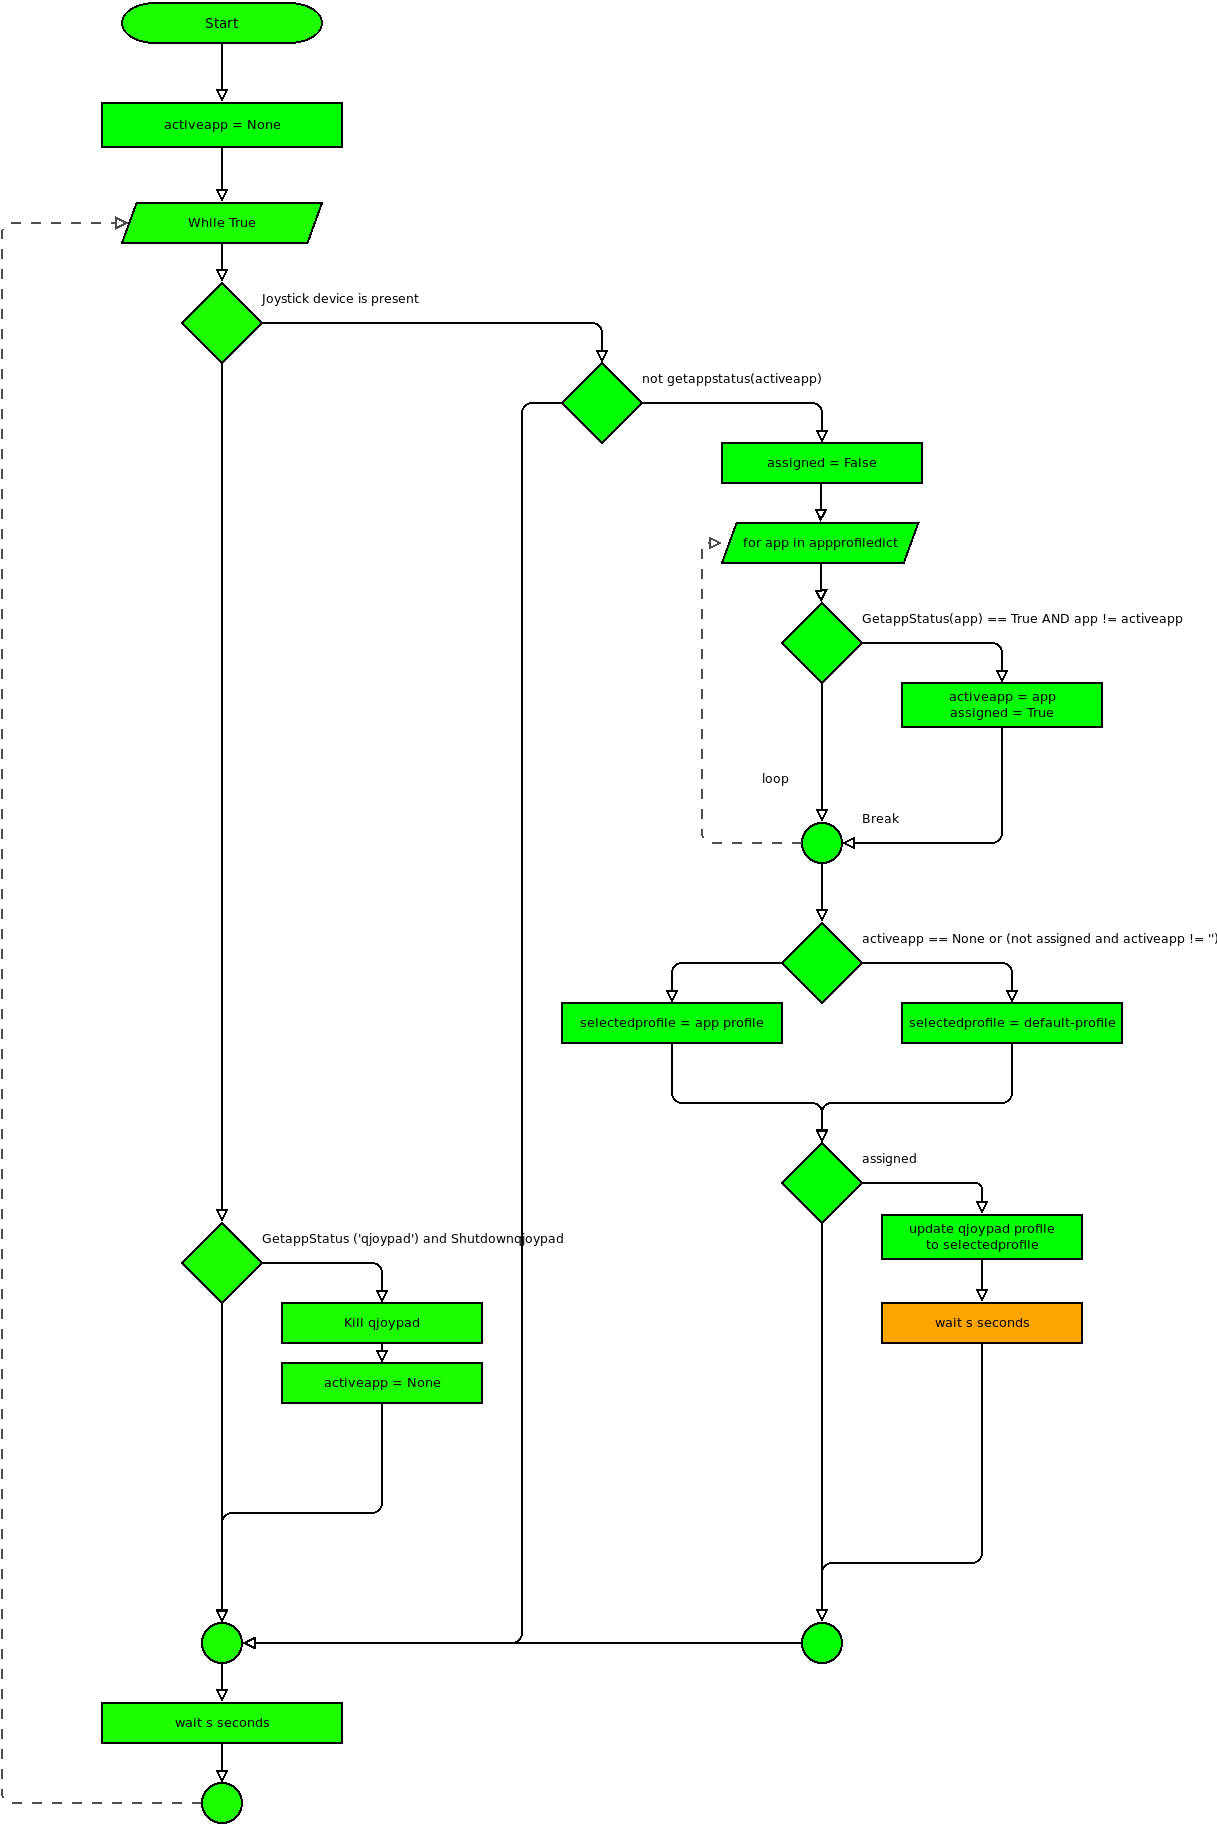 Start
activeapp = None
While True
Joystick device is present
not getappstatus(activeapp)
assigned = False
for app in appprofiledict
GetappStatus(app) == True AND app != activeapp
activeapp = app
assigned = True
loop
Break
activeapp == None or (not assigned and activeapp != '')
selectedprofile = app profile
selectedprofile = default-profile
assigned
update qjoypad profile
to selectedprofile
GetappStatus ('qjoypad') and Shutdownqjoypad
Kill qjoypad
wait s seconds
activeapp = None
wait s seconds